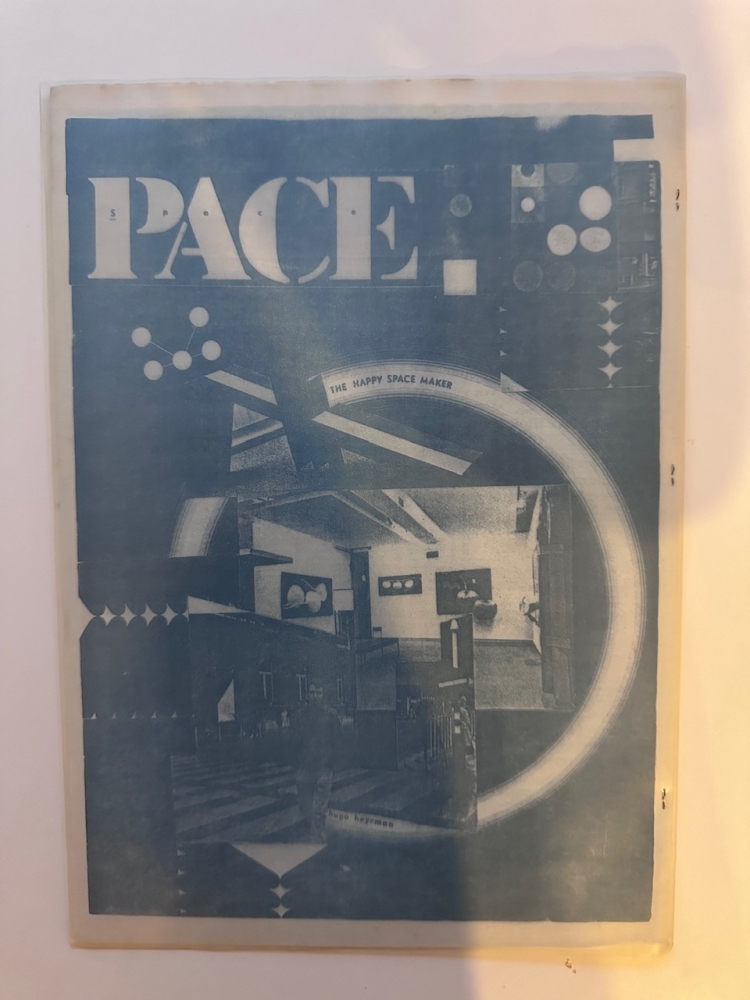 PACE
s p a c e
THE HAPPY SPACE MAKER
hugo heyrman